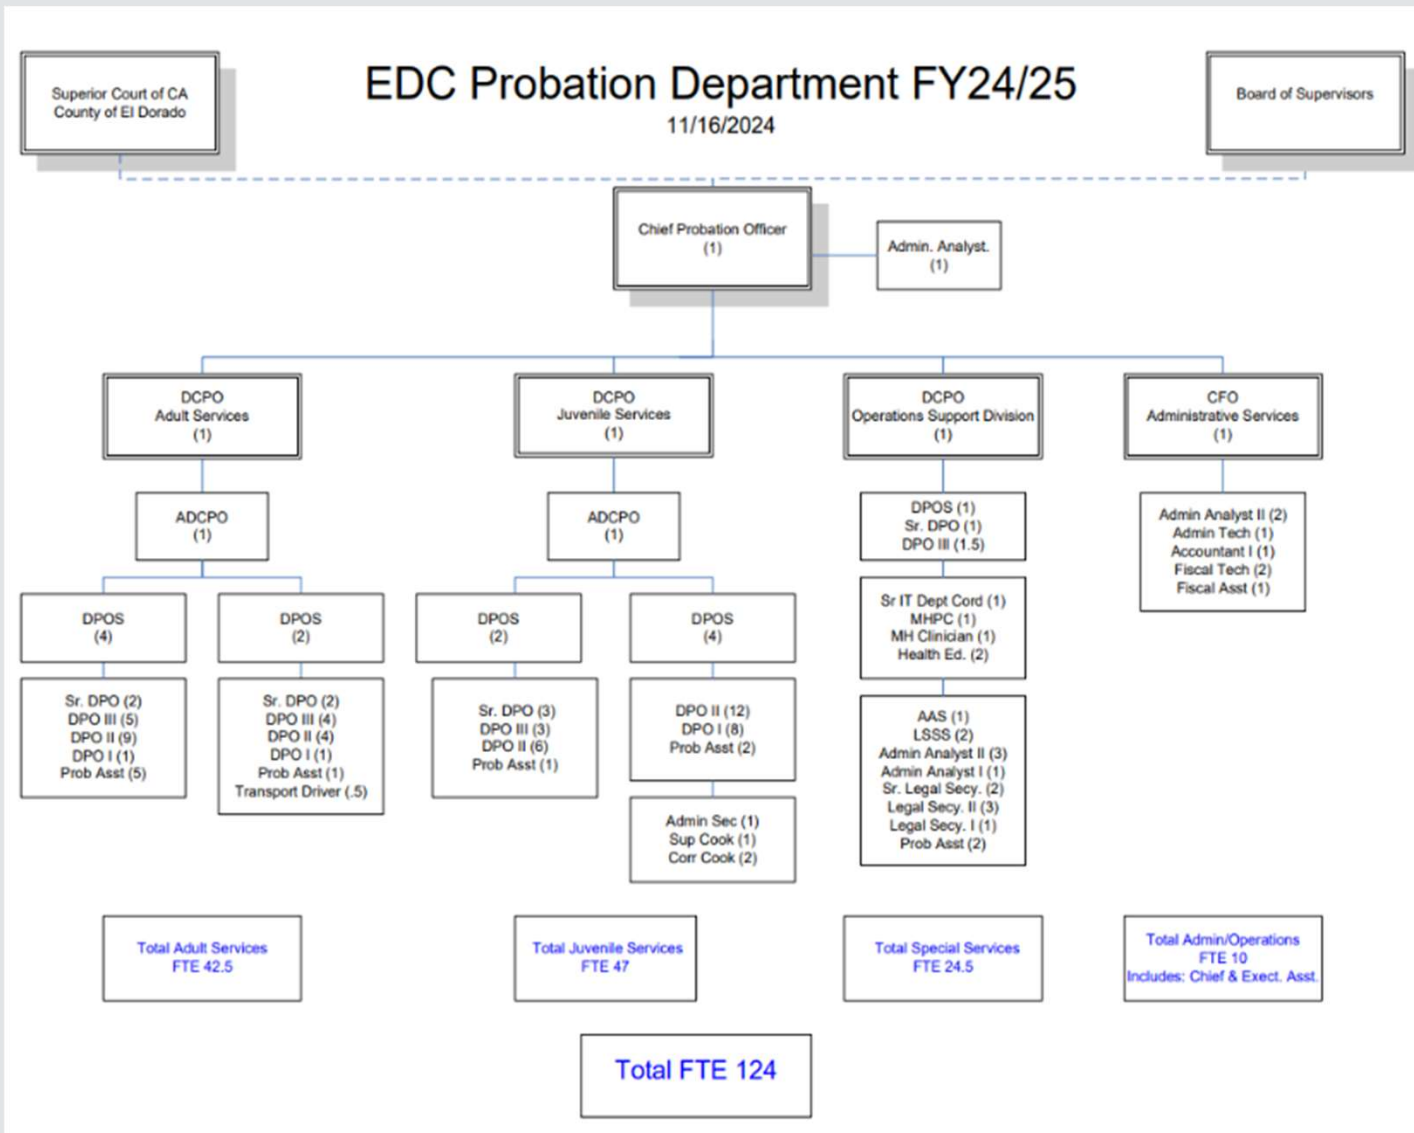 Superior Court of CA
County of El Dorado
EDC Probation Department FY24/25
11/16/2024
Board of Supervisors
Chief Probation Officer
(1)
Admin. Analyst.
(1)
DCPO
Adult Services
(1)
DCPO
Juvenile Services
(1)
DCPO
Operations Support Division
(1)
CFO
Administrative Services
(1)
ADCPO
(1)
ADCPO
(1)
DPOS (1)
Sr. DPO (1)
DPO III (1.5)
Admin Analyst II (2)
Admin Tech (1)
Accountant I (1)
Fiscal Tech (2)
Fiscal Asst (1)
DPOS
(4)
DPOS
(2)
DPOS
(2)
DPOS
(4)
Sr IT Dept Cord (1)
MHPC (1)
MH Clinician (1)
Health Ed. (2)
Sr. DPO (2)
DPO III (5)
DPO II (9)
DPO I (1)
Prob Asst (5)
Sr. DPO (2)
DPO III (4)
DPO II (4)
DPO I (1)
Prob Asst (1)
Transport Driver (.5)
Sr. DPO (3)
DPO III (3)
DPO II (6)
Prob Asst (1)
DPO II (12)
DPO I (8)
Prob Asst (2)
Admin Sec (1)
Sup Cook (1)
Corr Cook (2)
AAS (1)
LSSS (2)
Admin Analyst II (3)
Admin Analyst I (1)
Sr. Legal Secy. (2)
Legal Secy. II (3)
Legal Secy. I (1)
Prob Asst (2)
Total Adult Services
FTE 42.5
Total Juvenile Services
FTE 47
Total Special Services
FTE 24.5
Total Admin/Operations
FTE 10
Includes: Chief & Exect. Asst.
Total FTE 124